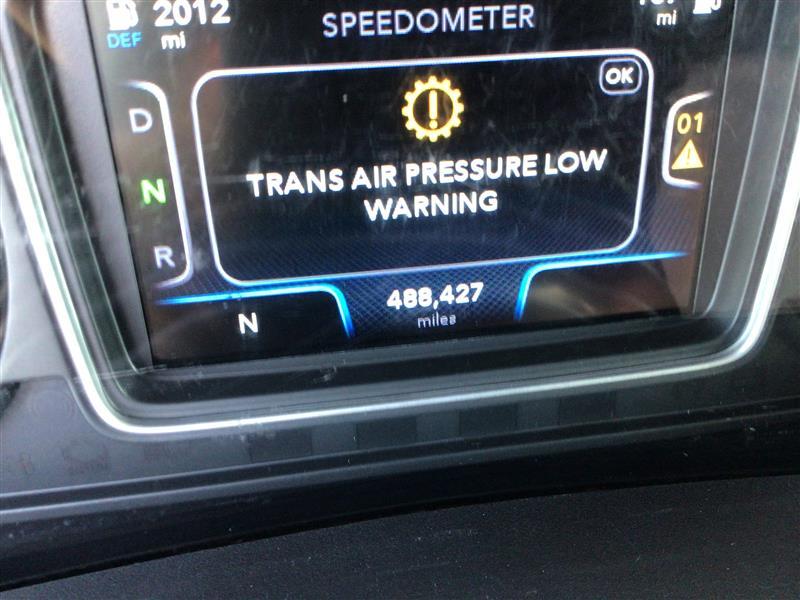 2012
DEF mi
SPEEDOMETER
mi
OK
D
TRANS AIR PRESSURE LOW
WARNING
01
N
R
488,427
miles
N